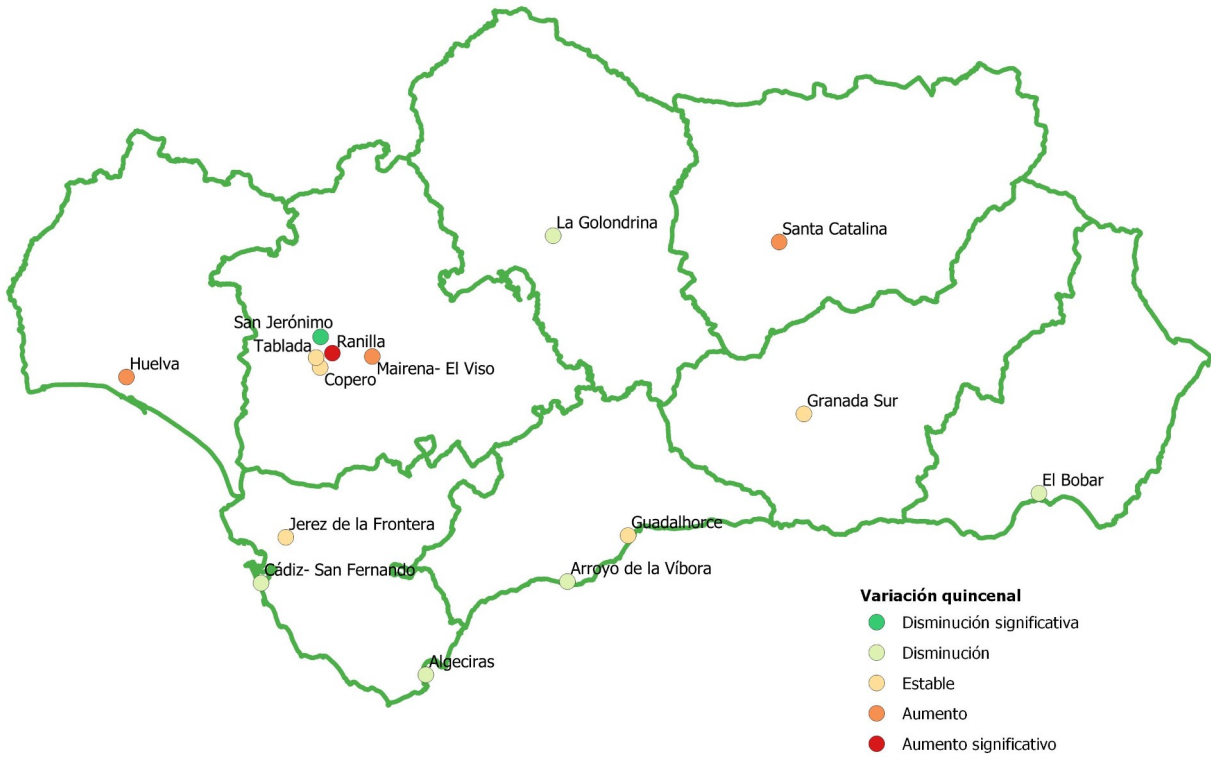 La Golondrina
Santa Catalina
San Jerónimo
Ranilla
Tablada
Mairena- El Viso
Copero
Huelva
Granada Sur
El Bobar
Jerez de la Frontera
Guadalhorce
Cádiz- San Fernando
Arroyo de la Víbora
Algeciras
Variación quincenal
Disminución significativa
Disminución
Estable
Aumento
Aumento significativo